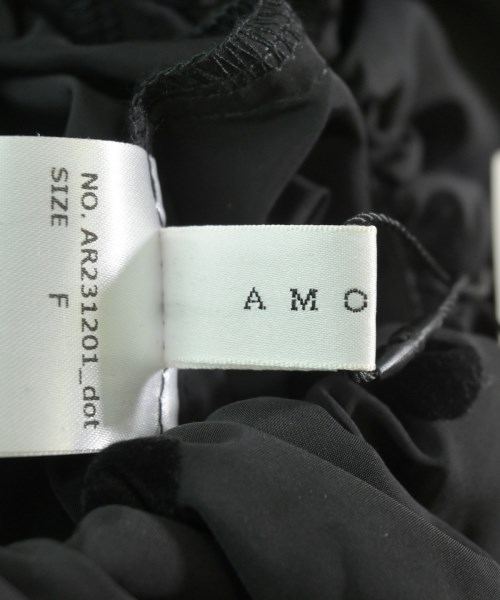 NO. AR231201_dot
SIZE F
AMO